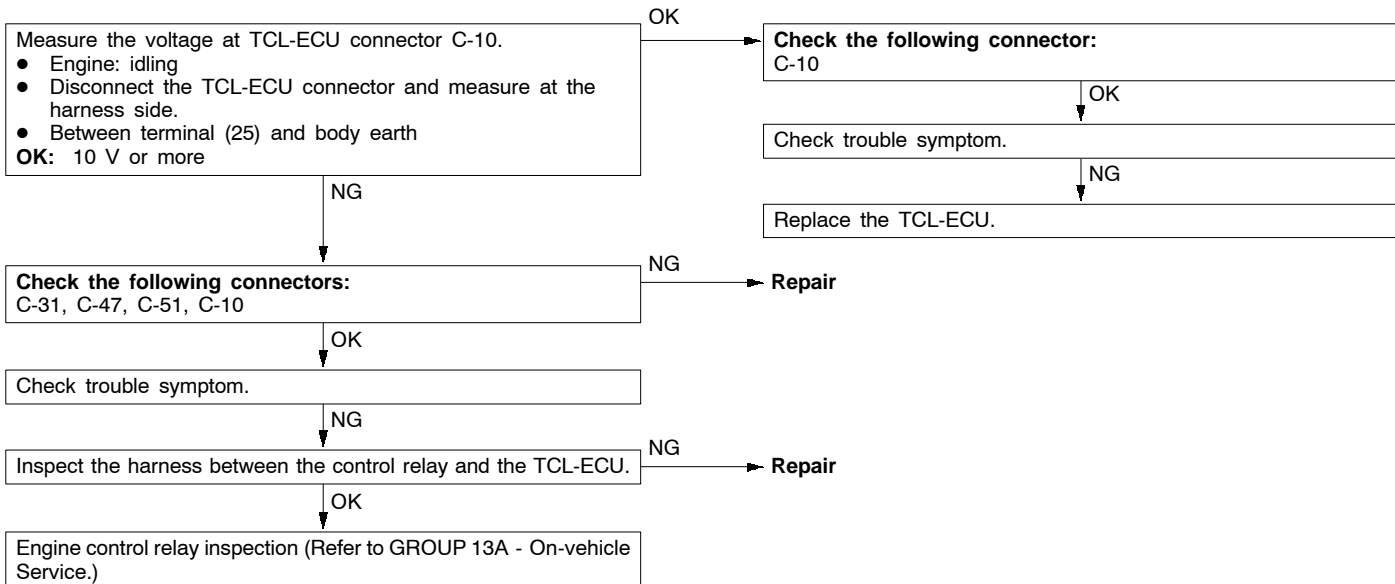 Measure the voltage at TCL-ECU connector C-10.
● Engine: idling
● Disconnect the TCL-ECU connector and measure at the
harness side.
● Between terminal (25) and body earth
OK: 10 V or more
OK
Check the following connector:
C-10
OK
Check trouble symptom.
NG
Replace the TCL-ECU.
NG
Check the following connectors:
C-31, C-47, C-51, C-10
NG
Repair
OK
Check trouble symptom.
NG
Inspect the harness between the control relay and the TCL-ECU.
NG
Repair
OK
Engine control relay inspection (Refer to GROUP 13A - On-vehicle
Service.)